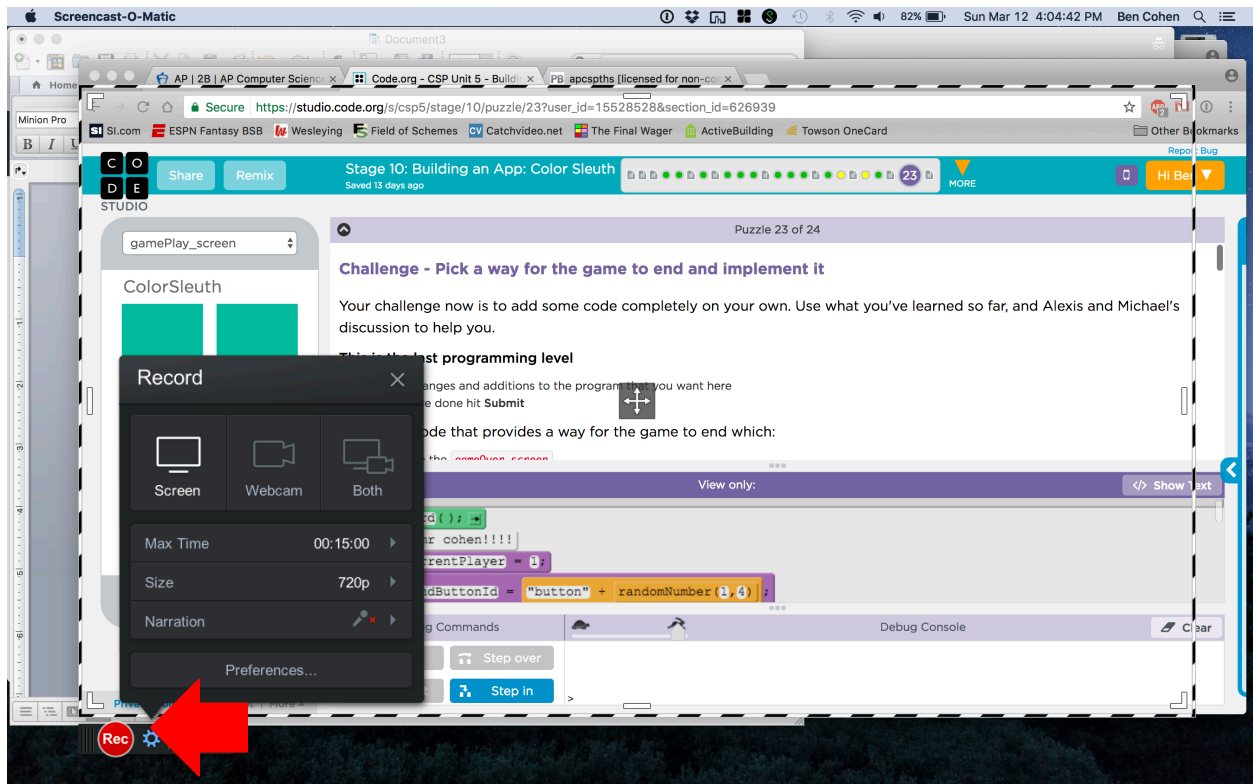 Screencast-O-Matic
82%
Sun Mar 12 4:04:42 PM
Ben Cohen
Document3
Home
AP | 2B | AP Computer Science
Code.org - CSP Unit 5 - Buildin
PB apcspths [licensed for non-co
Minion Pro
B I U
Secure https://studio.code.org/s/csp5/stage/10/puzzle/23?user_id=15528528&section_id=626939
SI SI.com
ESPN Fantasy BSB
Wesleying
Field of Schemes
CV Catchvideo.net
The Final Wager
ActiveBuilding
Towson OneCard
Other Bookmarks
Report Bug
CODE
STUDIO
Share
Remix
Stage 10: Building an App: Color Sleuth
Saved 13 days ago
23
MORE
Hi Be
gamePlay_screen
Puzzle 23 of 24
ColorSleuth
Challenge - Pick a way for the game to end and implement it
Your challenge now is to add some code completely on your own. Use what you've learned so far, and Alexis and Michael's
discussion to help you.
This is the last programming level
anges and additions to the program that you want here
e done hit Submit
ode that provides a way for the game to end which:
the gameOver_screen
View only:
</> Show Text
rd();
mr cohen!!!!
rrentPlayer = 1;
ndButtonId = "button" + randomNumber(1,4);
g Commands
Debug Console
Clear
Step over
Step in
>
Record
Screen
Webcam
Both
Max Time 00:15:00
Size 720p
Narration
Preferences...
More
Rec